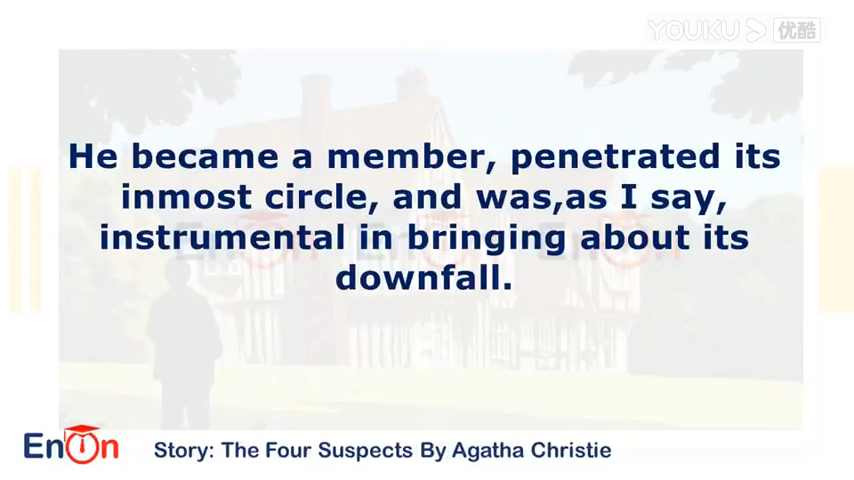 YOUKU 优酷
He became a member, penetrated its
inmost circle, and was,as I say,
instrumental in bringing about its
downfall.
EnOn
Story: The Four Suspects By Agatha Christie